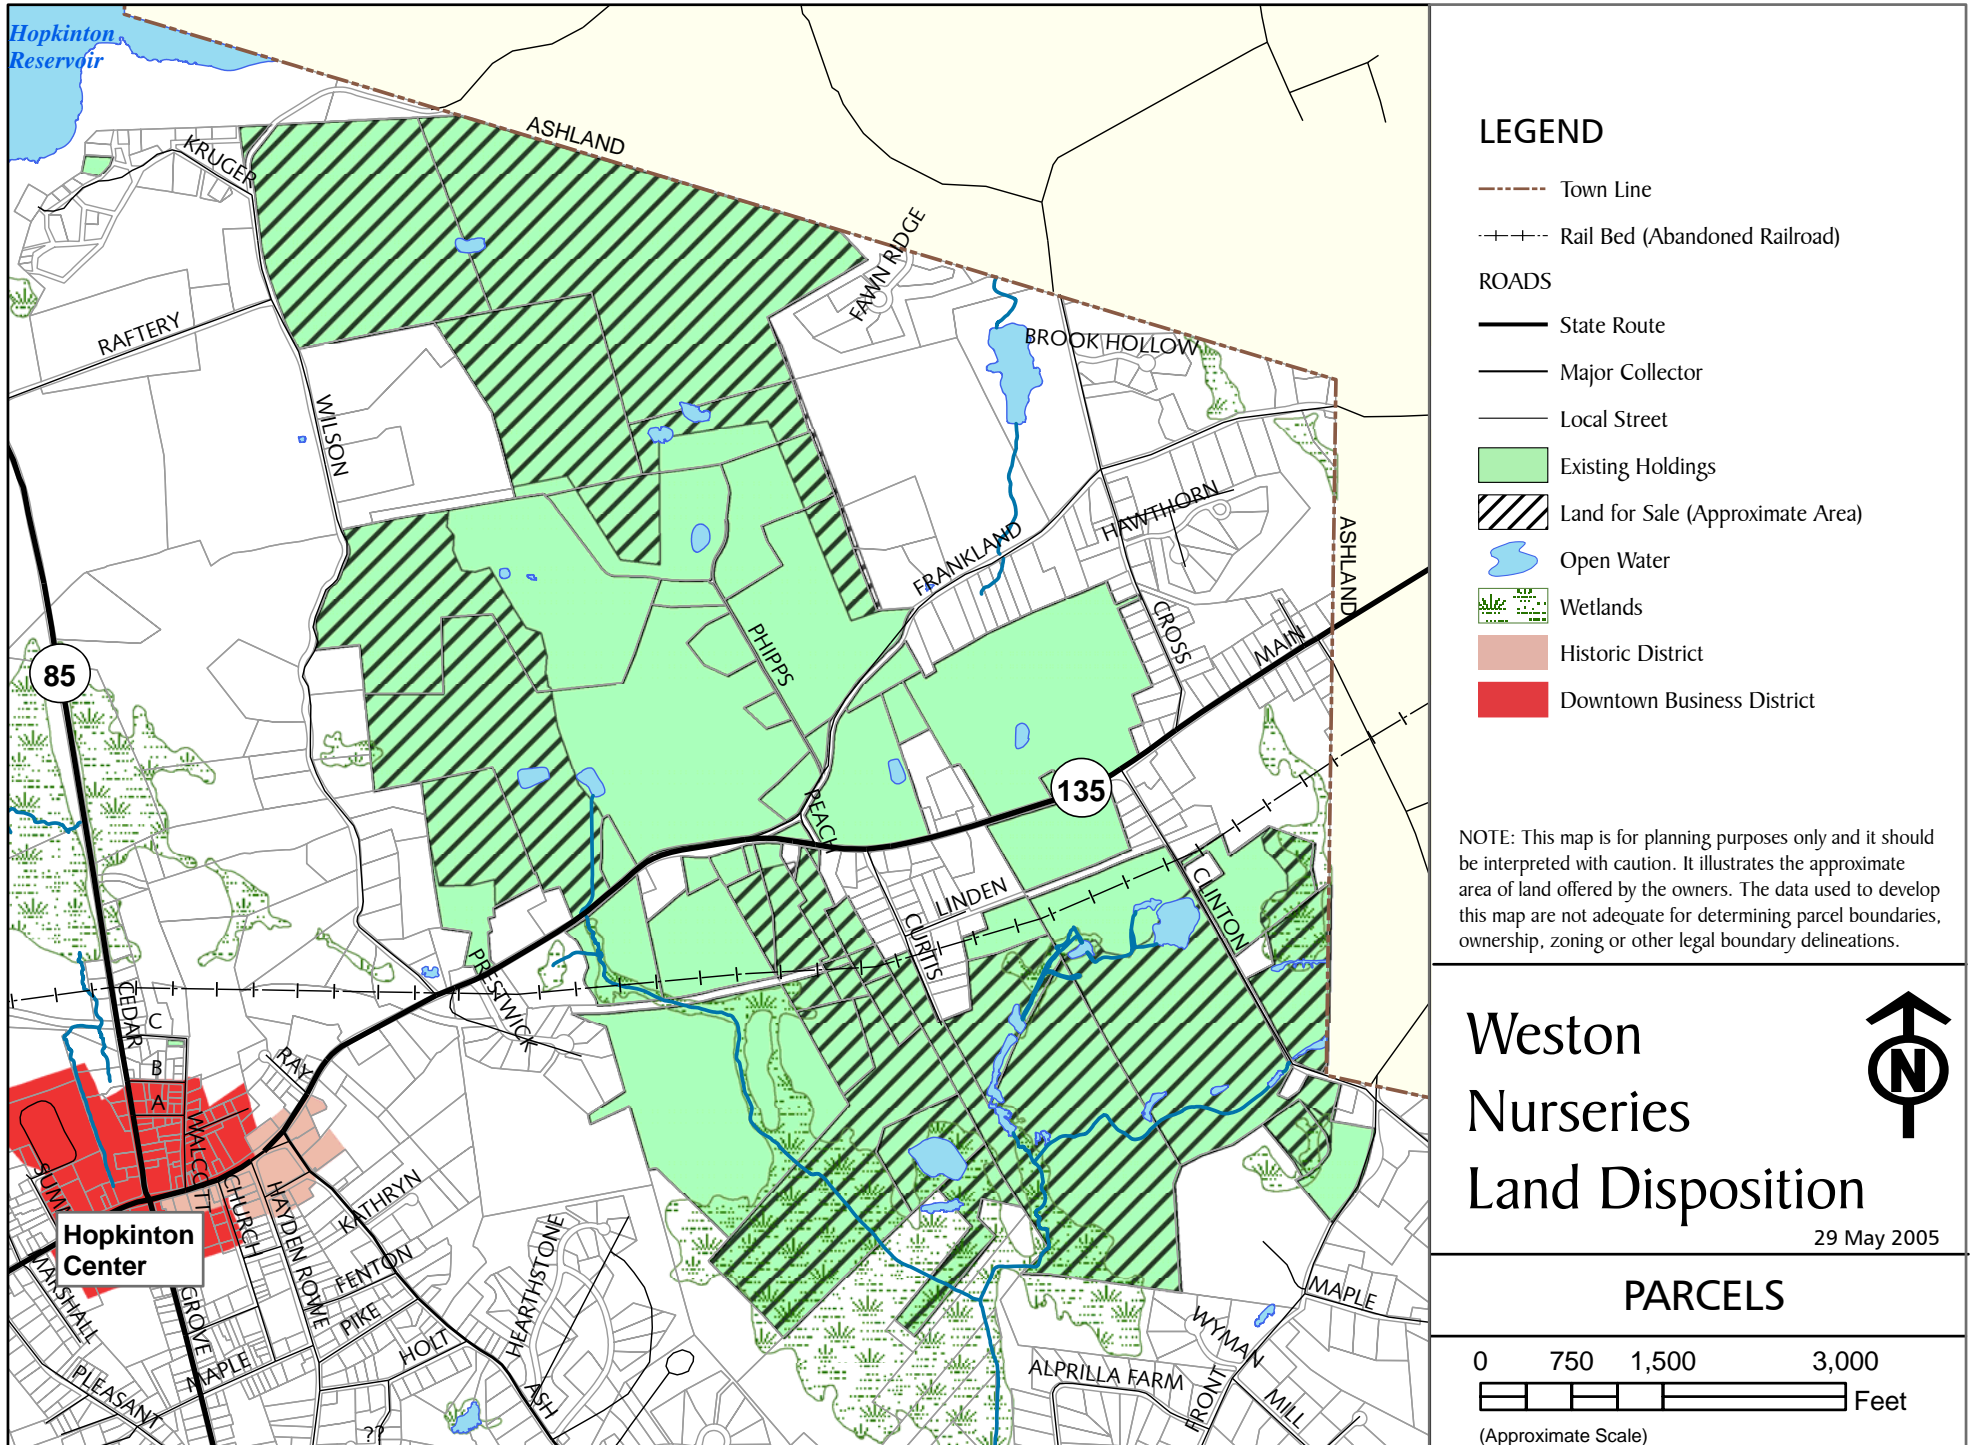 Hopkinton
Reservoir
KRUGER
ASHLAND
FAWN RIDGE
RAFTERY
BROOK HOLLOW
WILSON
HAWTHORN
FRANKLAND
ASHLAND
CROSS
MAIN
PHIPPS
85
135
PEACH
LINDEN
CLINTON
CURTIS
PRESTWICK
CEDAR
C
B
A
RAY
WALCOTT
SUMM
CHURCH
HAYDEN ROWE
KATHRYN
Hopkinton
Center
FENTON
MARSHALL
GROVE
PIKE
HOLT
HEARTHSTONE
MAPLE
PLEASANT
ASH
??
ALPRILLA FARM
WYMAN
FRONT
MILL
MAPLE
LEGEND
Town Line
Rail Bed (Abandoned Railroad)
ROADS
State Route
Major Collector
Local Street
Existing Holdings
Land for Sale (Approximate Area)
Open Water
Wetlands
Historic District
Downtown Business District
NOTE: This map is for planning purposes only and it should
be interpreted with caution. It illustrates the approximate
area of land offered by the owners. The data used to develop
this map are not adequate for determining parcel boundaries,
ownership, zoning or other legal boundary delineations.
Weston
Nurseries
Land Disposition
N
29 May 2005
PARCELS
0 750 1,500 3,000
Feet
(Approximate Scale)